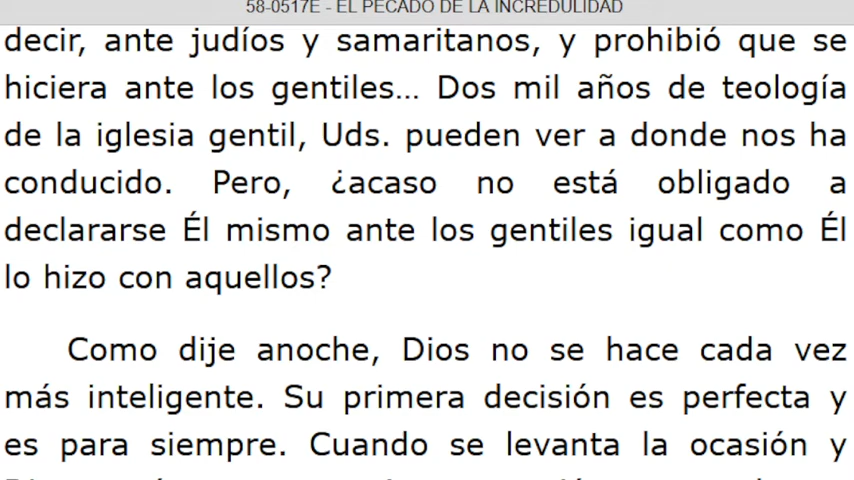 58-0517E - EL PECADO DE LA INCREDULIDAD
decir, ante judíos y samaritanos, y prohibió que se
hiciera ante los gentiles... Dos mil años de teología
de la iglesia gentil, Uds. pueden ver a donde nos ha
conducido. Pero, ¿acaso no está obligado a
declararse Él mismo ante los gentiles igual como Él
lo hizo con aquellos?
Como dije anoche, Dios no se hace cada vez
más inteligente. Su primera decisión es perfecta y
es para siempre. Cuando se levanta la ocasión y